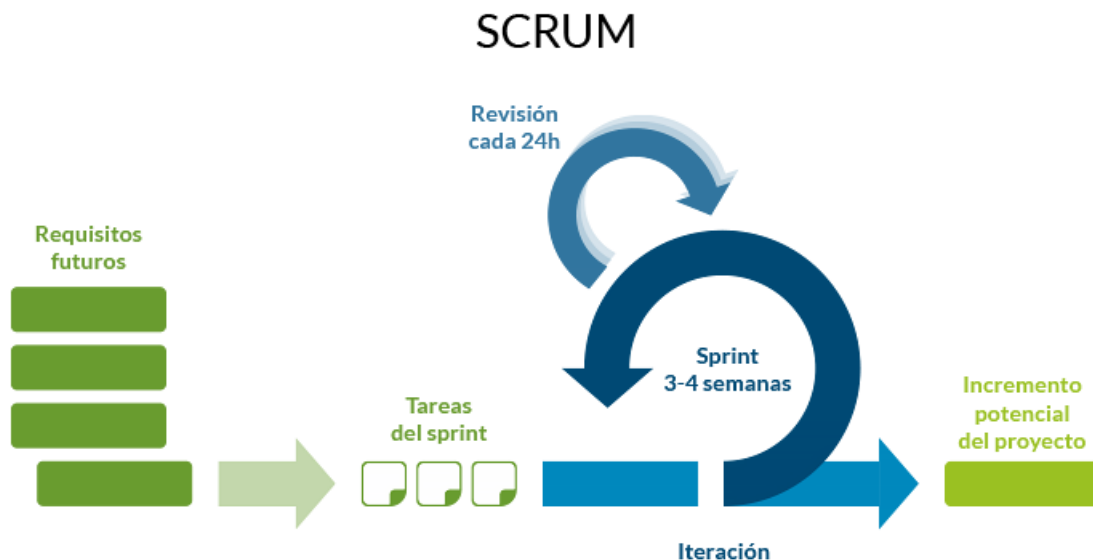 SCRUM
Revisión
cada 24h
Requisitos
futuros
Tareas
del sprint
Sprint
3-4 semanas
Incremento
potencial
del proyecto
Iteración